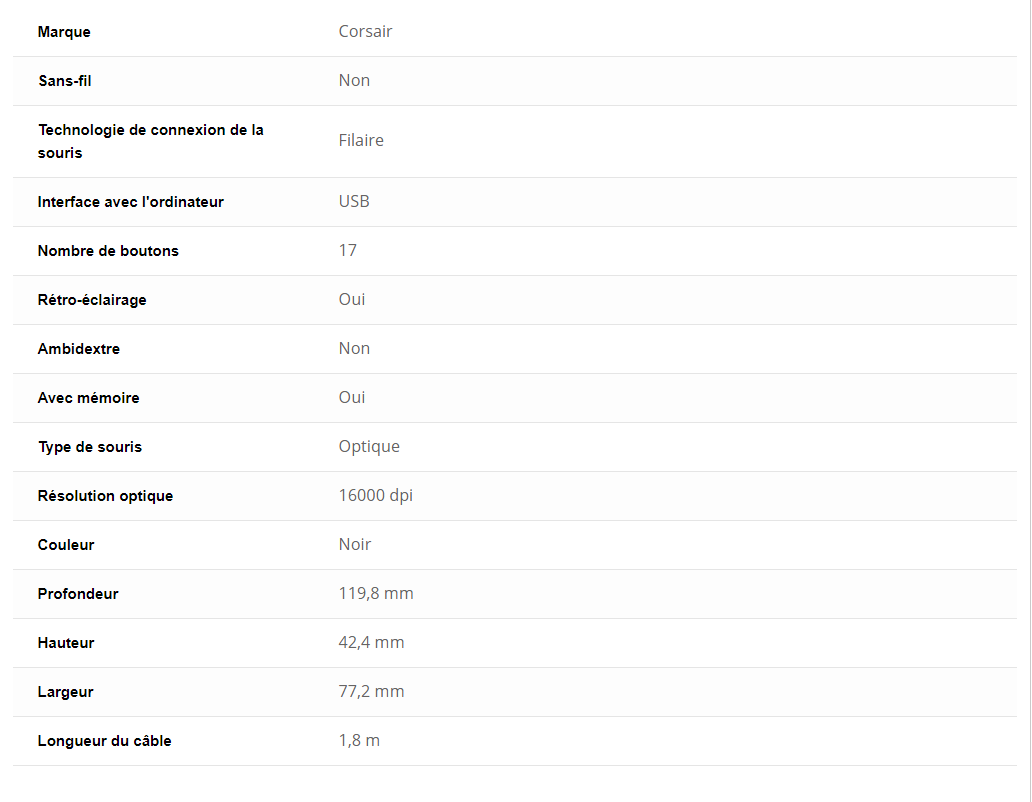 Marque Corsair
Sans-fil Non
Technologie de connexion de la
souris
Filaire
Interface avec l'ordinateur USB
Nombre de boutons 17
Rétro-éclairage Oui
Ambidextre Non
Avec mémoire Oui
Type de souris Optique
Résolution optique 16000 dpi
Couleur Noir
Profondeur 119,8 mm
Hauteur 42,4 mm
Largeur 77,2 mm
Longueur du câble 1,8 m